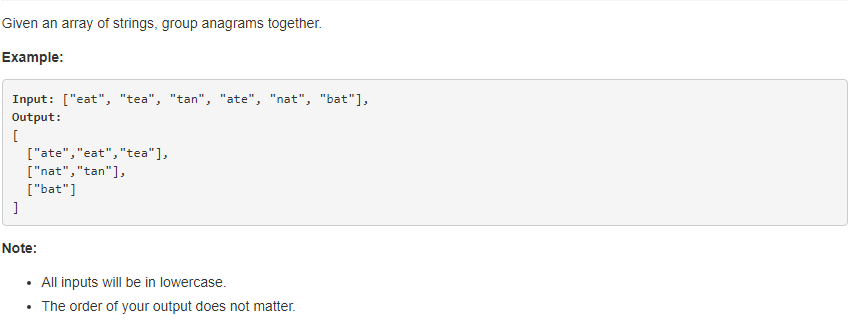 Given an array of strings, group anagrams together.
Example:
Input: ["eat", "tea", "tan", "ate", "nat", "bat"],
Output:
[
  ["ate","eat","tea"],
  ["nat","tan"],
  ["bat"]
]
Note:
• All inputs will be in lowercase.
• The order of your output does not matter.